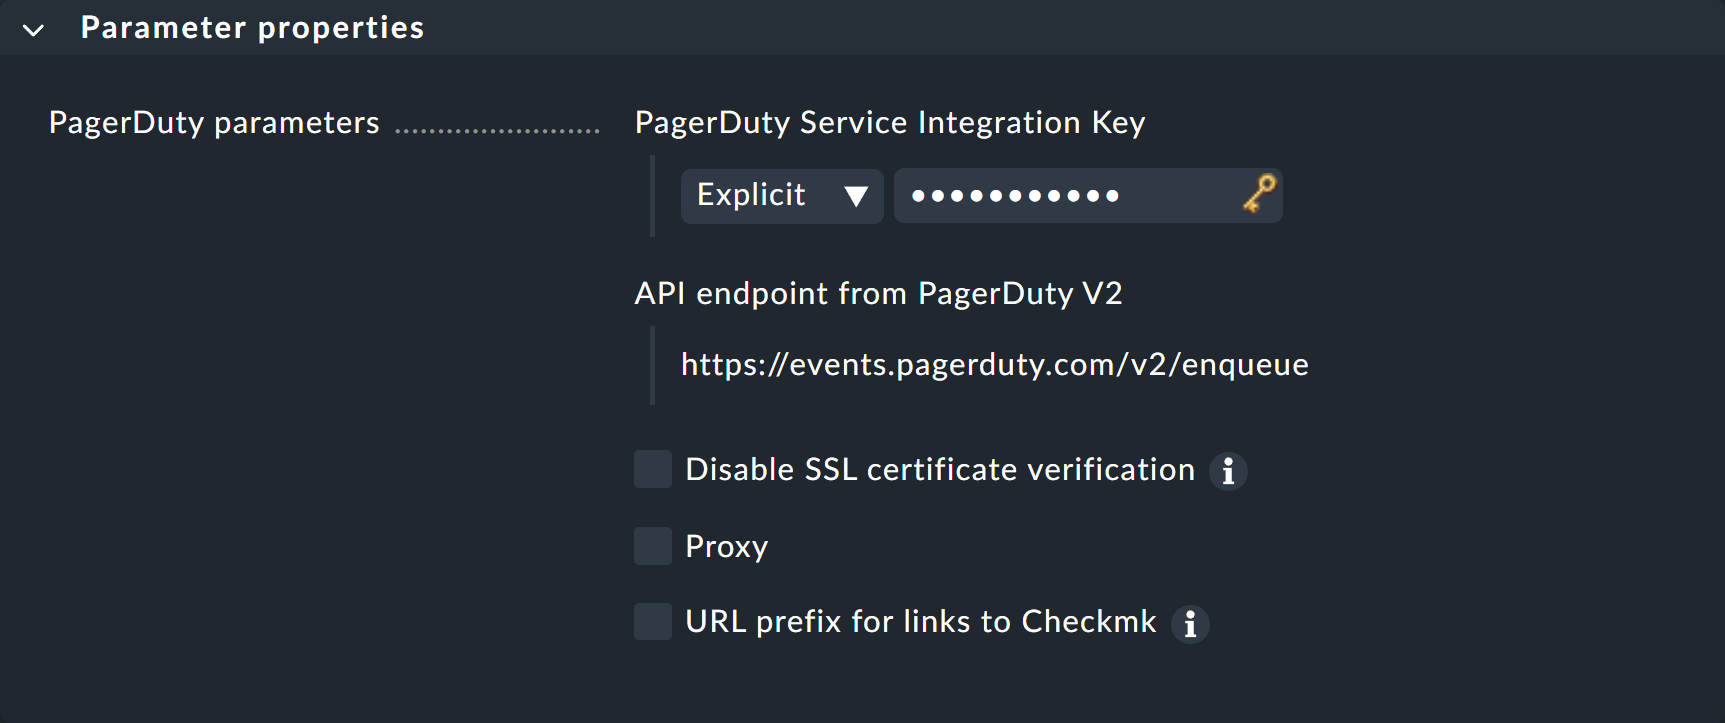 Parameter properties
PagerDuty parameters ........................ PagerDuty Service Integration Key
Explicit ●●●●●●●●●●●
API endpoint from PagerDuty V2
https://events.pagerduty.com/v2/enqueue
Disable SSL certificate verification
Proxy
URL prefix for links to Checkmk